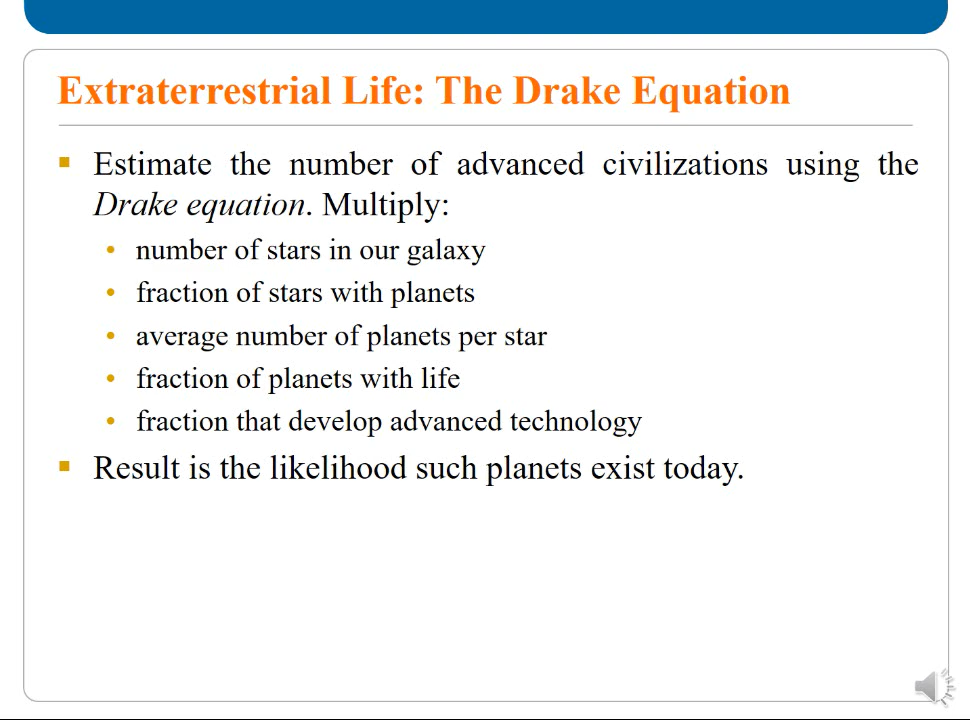 Extraterrestrial Life: The Drake Equation
Estimate the number of advanced civilizations using the
Drake equation. Multiply:
number of stars in our galaxy
fraction of stars with planets
average number of planets per star
fraction of planets with life
fraction that develop advanced technology
Result is the likelihood such planets exist today.